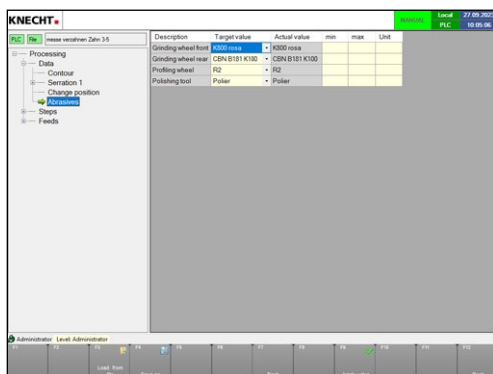 KNECHT
MANUAL
Local 27.09.202
PLC 10:05:06
PLC File messe verzahnen Zahn 3-5
Description Target value Actual value min max Unit
Grinding wheel front K800 rosa K800 rosa
Grinding wheel rear CBN B181 K100 CBN B181 K100
Profiling wheel R2 R2
Polishing tool Polier Polier
Processing
Data
Contour
Serration 1
Change position
Abrasives
Steps
Feeds
Administrator Level: Administrator
F1 F2 F3 F4 F5 F6 F7 F8 F9 F10 F11 F12
Load from